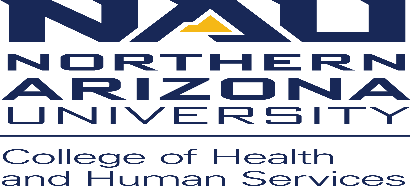 NAU
NORTHERN
ARIZONA
UNIVERSITY
College of Health
and Human Services